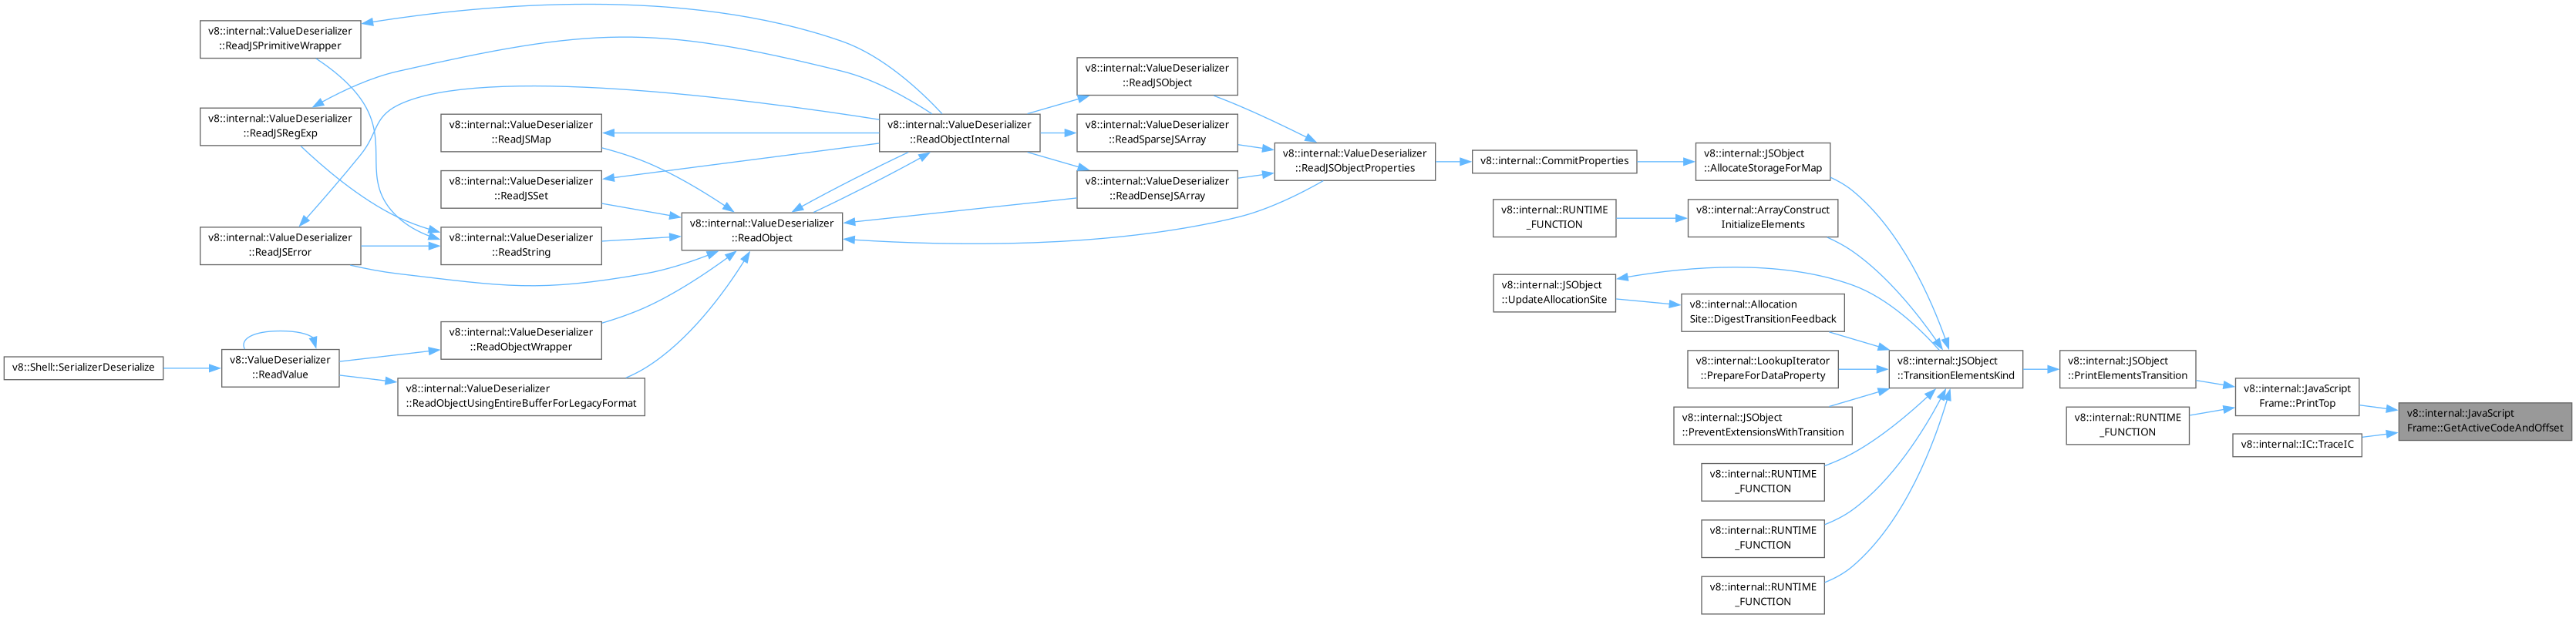 v8::internal::ValueDeserializer
::ReadJSPrimitiveWrapper
v8::internal::ValueDeserializer
::ReadJSRegExp
v8::internal::ValueDeserializer
::ReadJSError
v8::Shell::SerializerDeserialize
v8::ValueDeserializer
::ReadValue
v8::internal::ValueDeserializer
::ReadJSMap
v8::internal::ValueDeserializer
::ReadJSSet
v8::internal::ValueDeserializer
::ReadString
v8::internal::ValueDeserializer
::ReadObjectWrapper
v8::internal::ValueDeserializer
::ReadObjectUsingEntireBufferForLegacyFormat
v8::internal::ValueDeserializer
::ReadObject
v8::internal::ValueDeserializer
::ReadObjectInternal
v8::internal::ValueDeserializer
::ReadJSObject
v8::internal::ValueDeserializer
::ReadSparseJSArray
v8::internal::ValueDeserializer
::ReadDenseJSArray
v8::internal::ValueDeserializer
::ReadJSObjectProperties
v8::internal::CommitProperties
v8::internal::RUNTIME
_FUNCTION
v8::internal::JSObject
::UpdateAllocationSite
v8::internal::JSObject
::AllocateStorageForMap
v8::internal::ArrayConstruct
InitializeElements
v8::internal::Allocation
Site::DigestTransitionFeedback
v8::internal::LookupIterator
::PrepareForDataProperty
v8::internal::JSObject
::PreventExtensionsWithTransition
v8::internal::RUNTIME
_FUNCTION
v8::internal::RUNTIME
_FUNCTION
v8::internal::RUNTIME
_FUNCTION
v8::internal::JSObject
::TransitionElementsKind
v8::internal::JSObject
::PrintElementsTransition
v8::internal::RUNTIME
_FUNCTION
v8::internal::JavaScript
Frame::PrintTop
v8::internal::IC::TraceIC
v8::internal::JavaScript
Frame::GetActiveCodeAndOffset